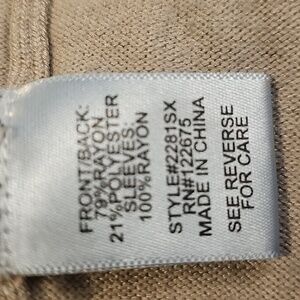 FRONT/BACK:
79%RAYON
21%POLYESTER
SLEEVES:
100%RAYON
STYLE#2281SX
RN#122675
MADE IN CHINA
SEE REVERSE
FOR CARE